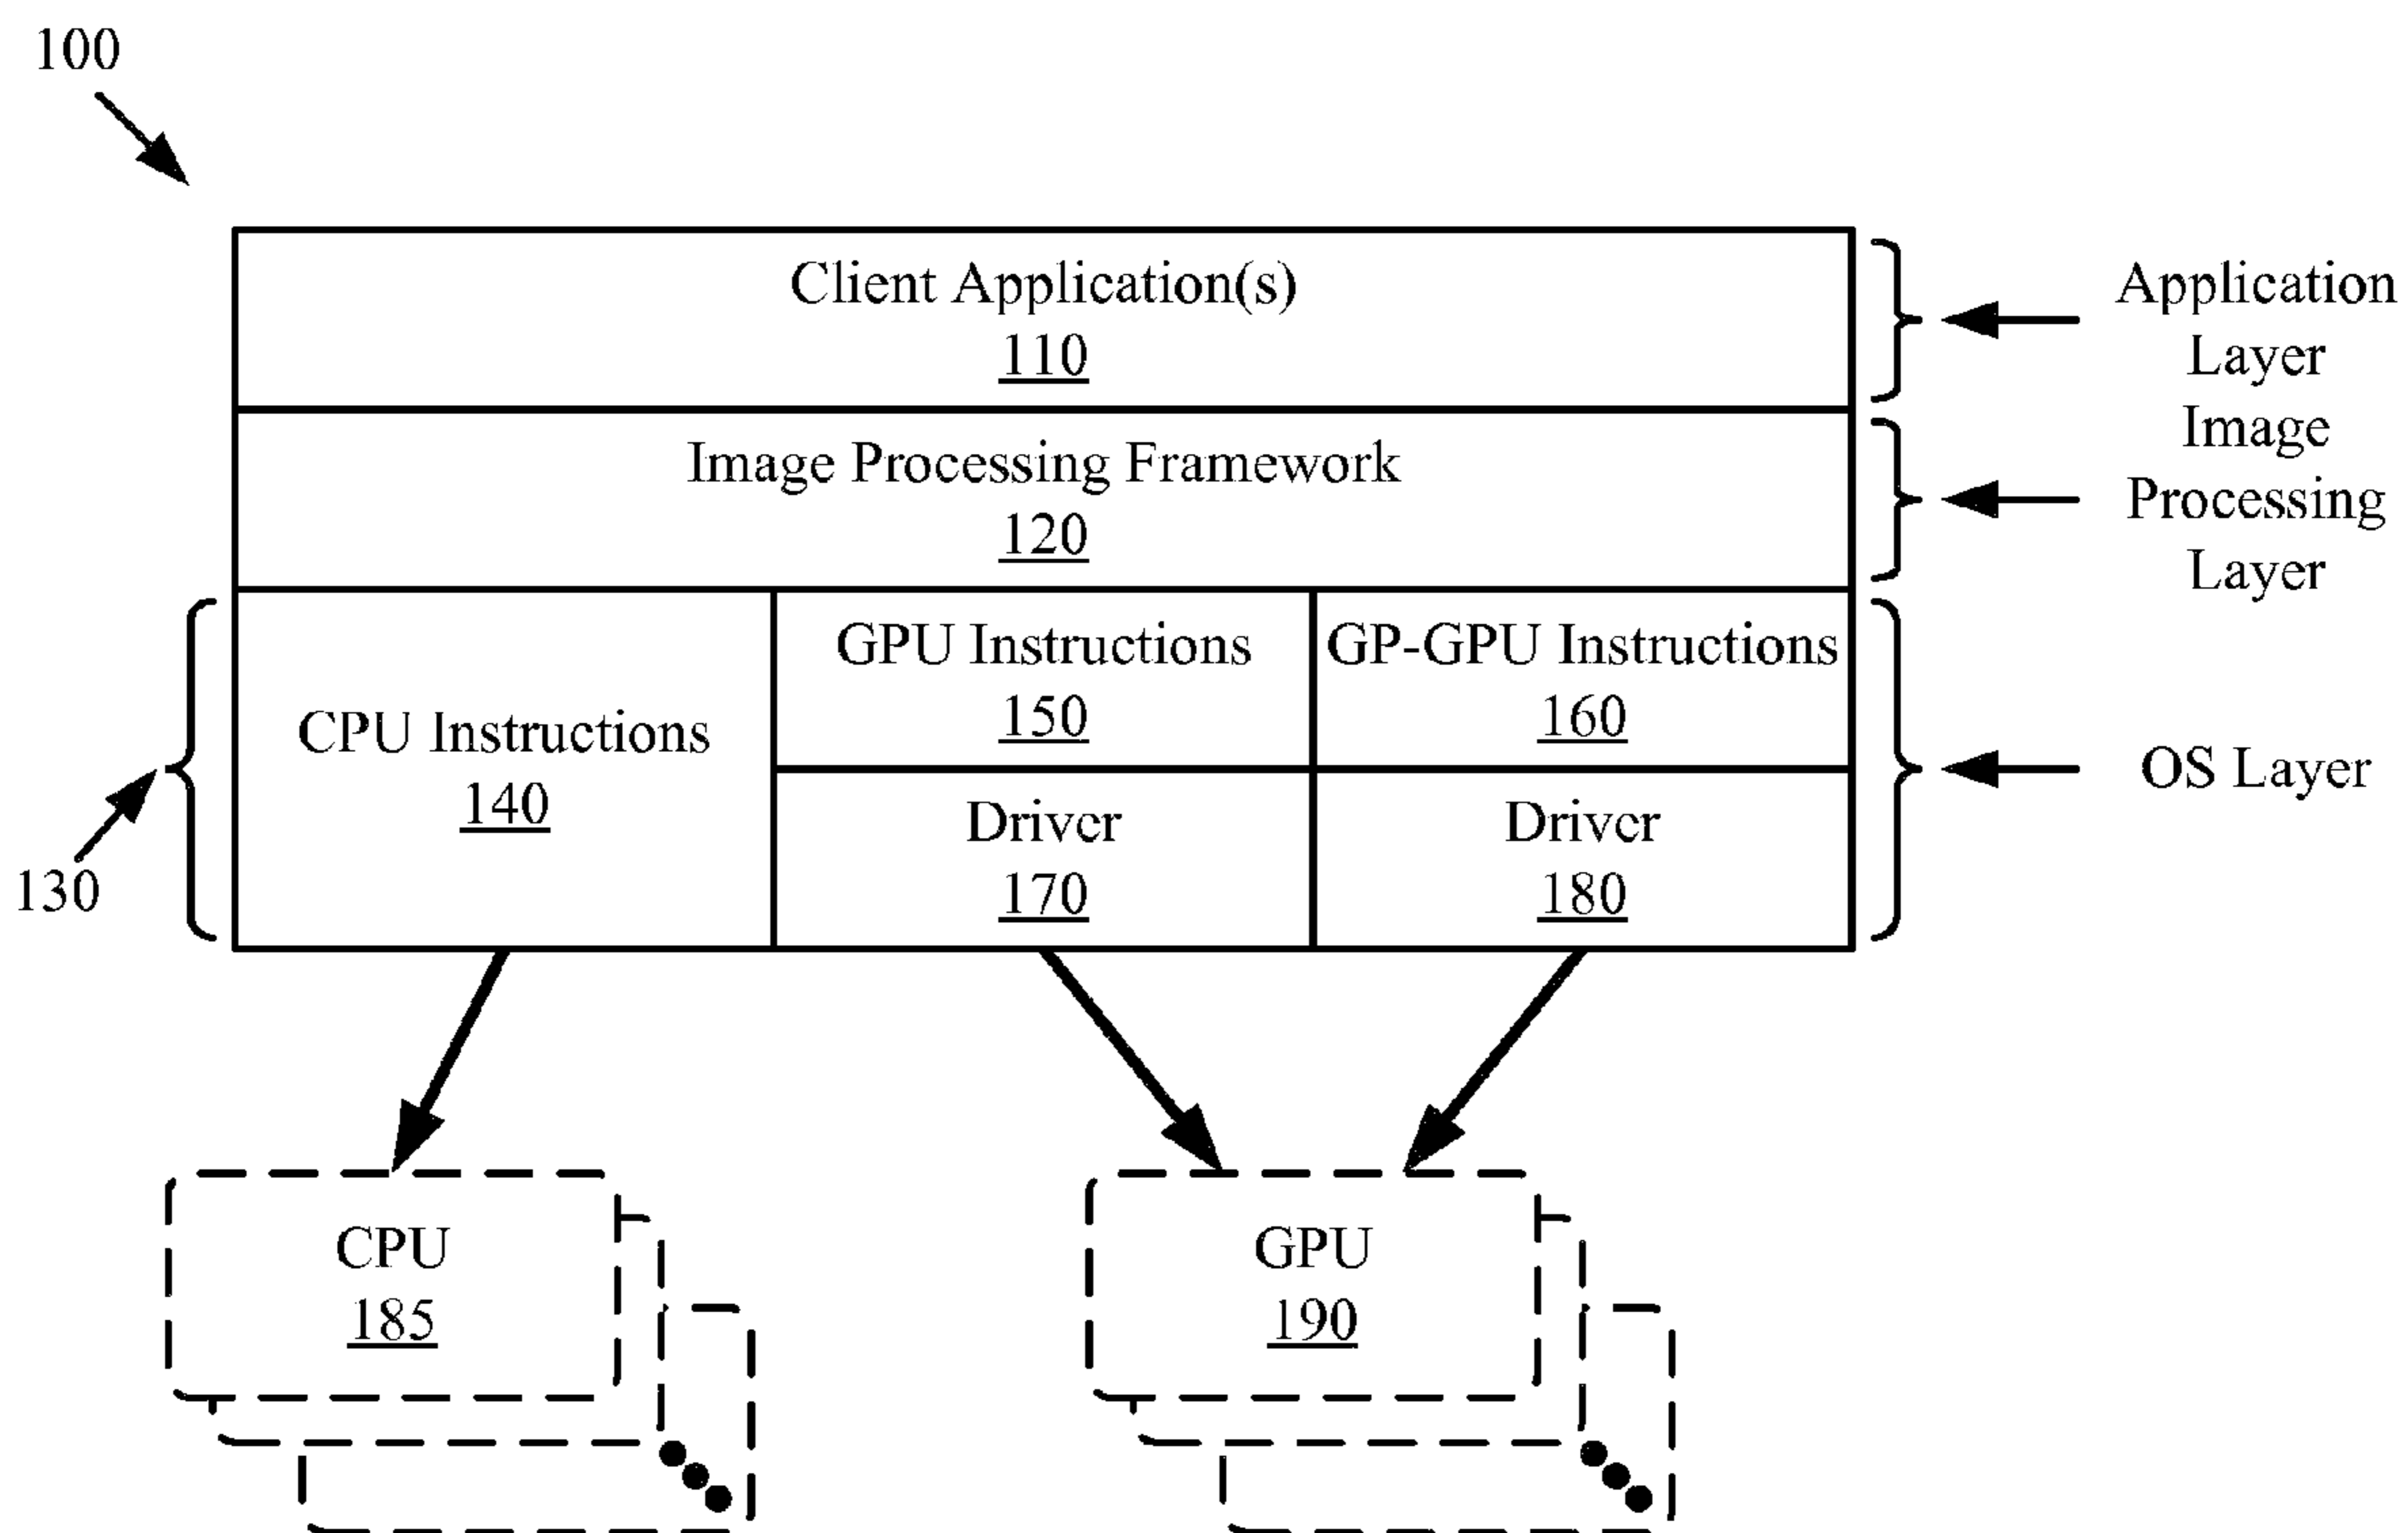 100
Client Application(s)
110
Application
Layer
Image Processing Framework
120
Image
Processing
Layer
CPU Instructions
140
GPU Instructions
150
GP-GPU Instructions
160
Driver
170
Driver
180
OS Layer
130
CPU
185
GPU
190